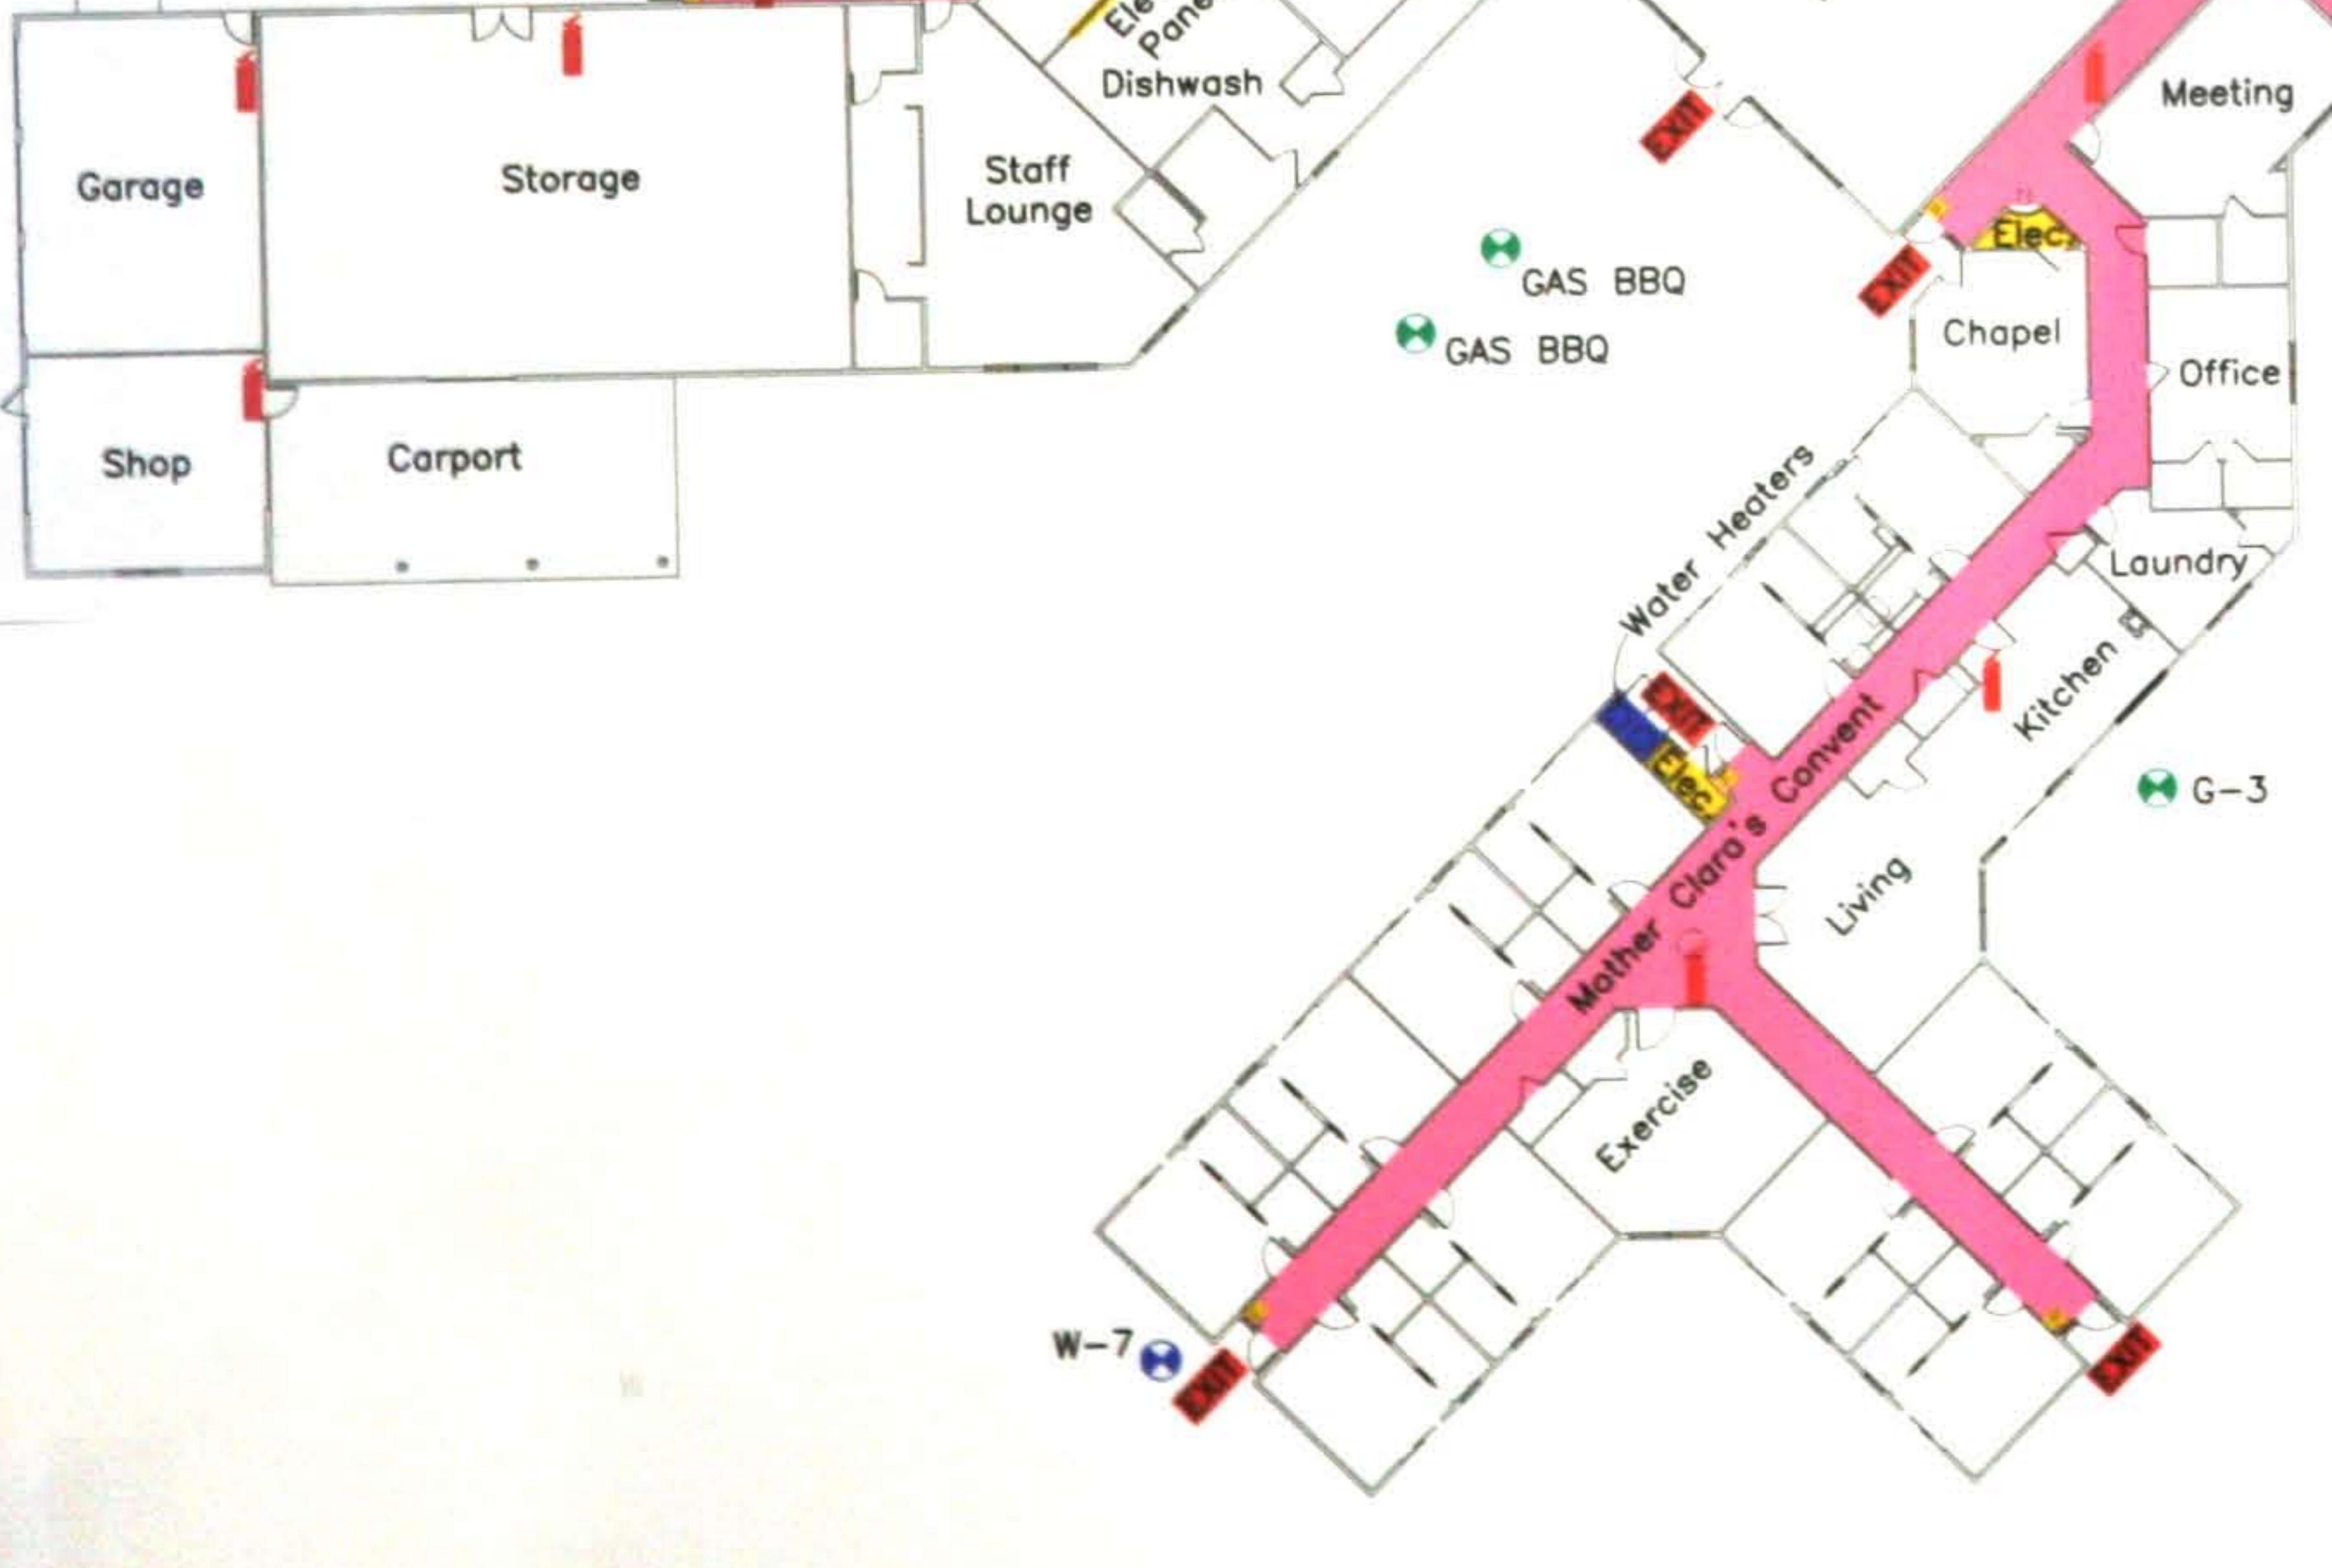 Pane
Dishwash
Meeting
EXIT
Garage
Storage
Staff
Lounge
Elec.
EXIT
GAS BBQ
GAS BBQ
Chapel
Office
Shop
Carport
Water Heaters
Laundry
EXIT
Kitchen
Elec.
G-3
Mother Clara's Convent
Living
Exercise
W-7
EXIT
EXIT